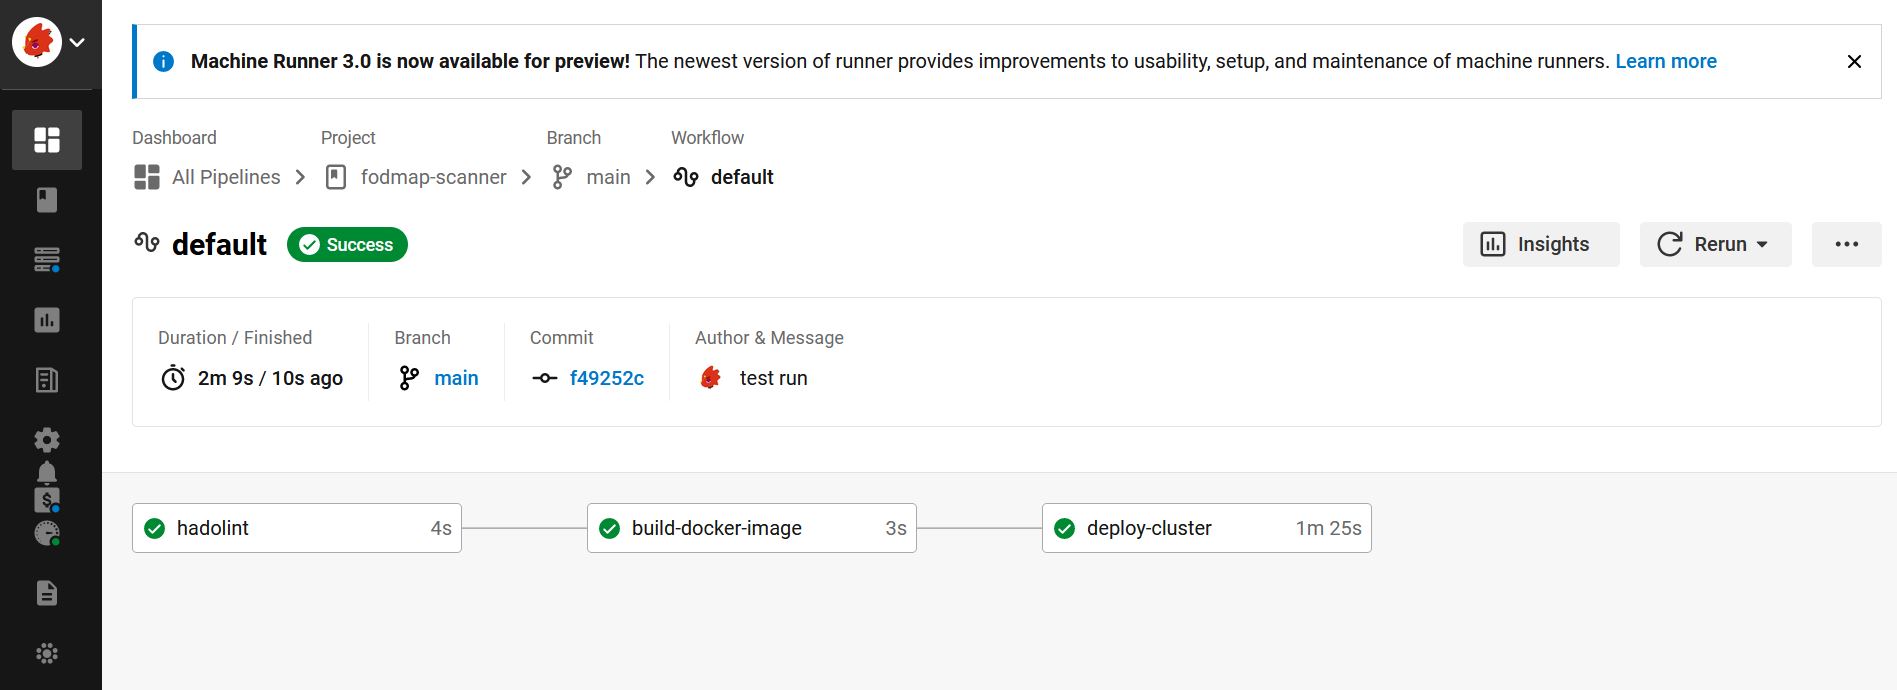 Machine Runner 3.0 is now available for preview! The newest version of runner provides improvements to usability, setup, and maintenance of machine runners. Learn more
Dashboard Project Branch Workflow
All Pipelines fodmap-scanner main default
default Success Insights Rerun
Duration / Finished Branch Commit Author & Message
2m 9s / 10s ago main f49252c test run
hadolint 4s build-docker-image 3s deploy-cluster 1m 25s